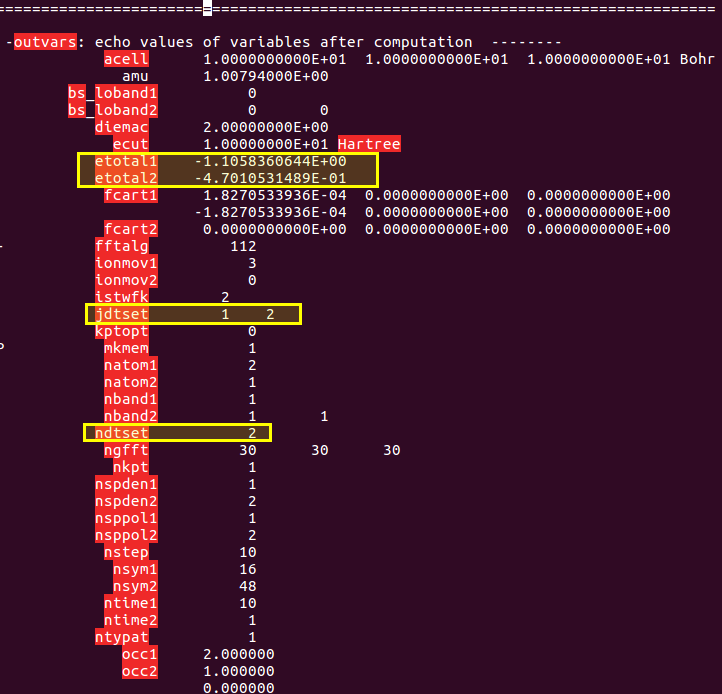 ================================================================================
-outvars: echo values of variables after computation  --------
acell      1.0000000000E+01  1.0000000000E+01  1.0000000000E+01 Bohr
amu      1.00794000E+00
bs_loband1          0
bs_loband2          0       0
diemac      2.00000000E+00
ecut      1.00000000E+01 Hartree
etotal1    -1.1058360644E+00
etotal2    -4.7010531489E-01
fcart1      1.8270533936E-04  0.0000000000E+00  0.0000000000E+00
-1.8270533936E-04  0.0000000000E+00  0.0000000000E+00
fcart2      0.0000000000E+00  0.0000000000E+00  0.0000000000E+00
-          fftalg         112
ionmov1           3
ionmov2           0
istwfk        2
jdtset        1    2
kptopt           0
P           mkmem           1
natom1           2
natom2           1
nband1           1
nband2           1       1
ndtset           2
ngfft          30      30      30
nkpt           1
nspden1           1
nspden2           2
nsppol1           1
nsppol2           2
nstep          10
nsym1          16
nsym2          48
ntime1          10
ntime2           1
ntypat           1
occ1      2.000000
occ2      1.000000
0.000000